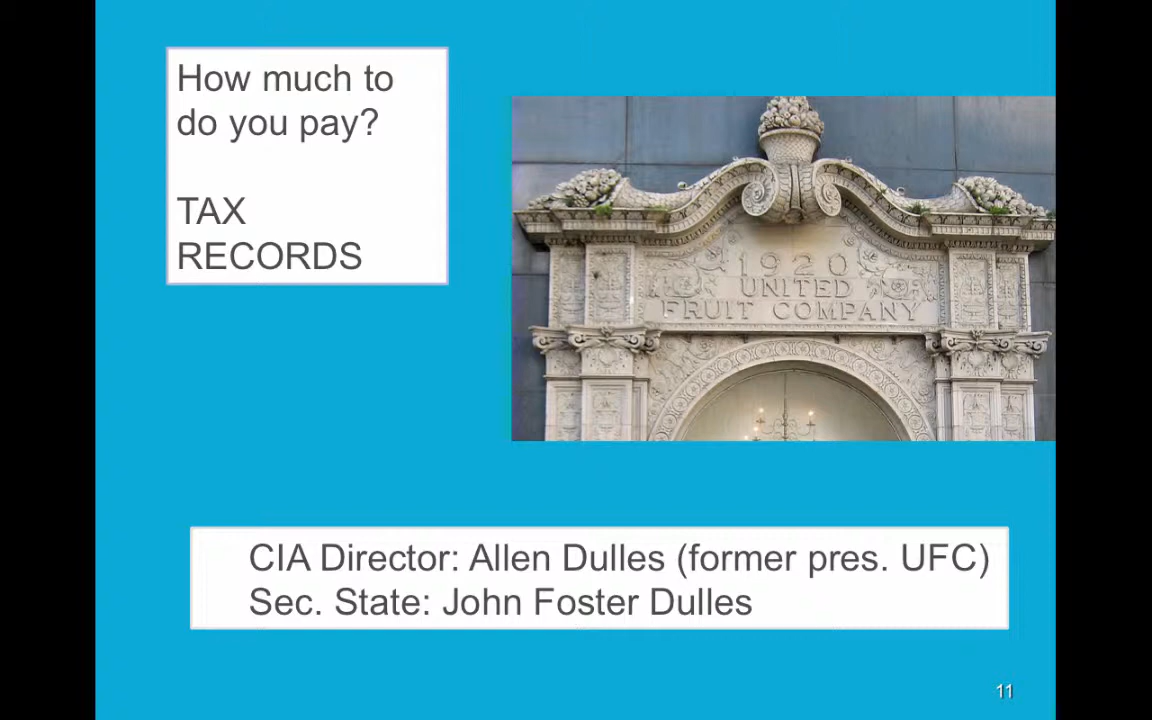 How much to
do you pay?
TAX
RECORDS
1920
UNITED
FRUIT COMPANY
CIA Director: Allen Dulles (former pres. UFC)
Sec. State: John Foster Dulles
11